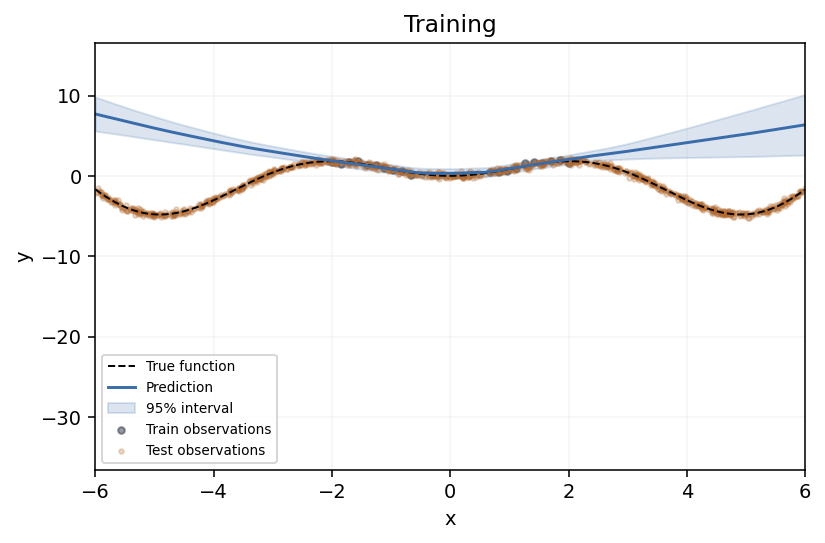 Training
10
0
−10
−20
−30
y
True function
Prediction
95% interval
Train observations
Test observations
−6 −4 −2 0 2 4 6
x